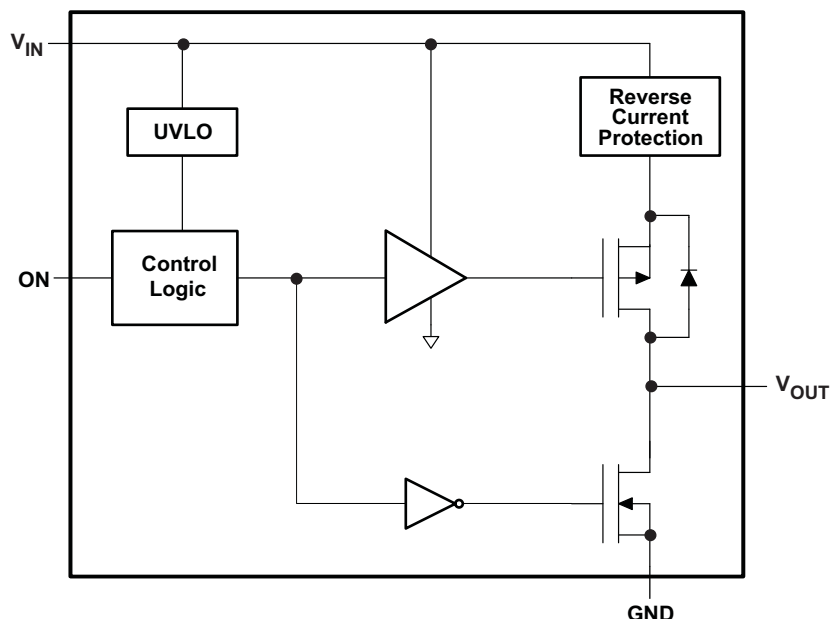 VIN
Reverse
Current
Protection
UVLO
ON
Control
Logic
VOUT
GND